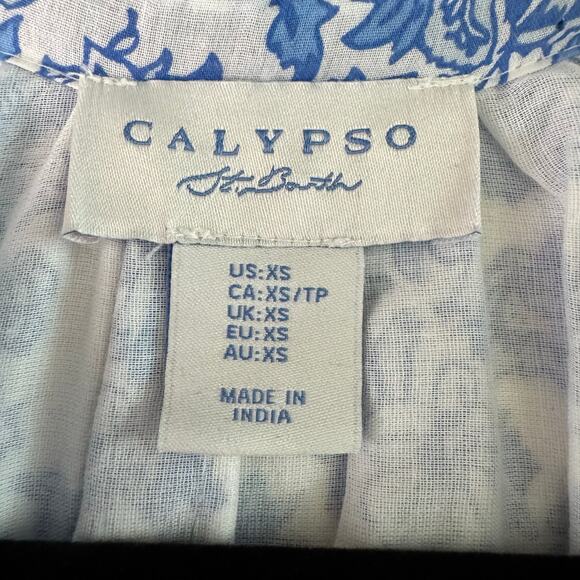 CALYPSO
St. Barth
US:XS
CA:XS/TP
UK:XS
EU:XS
AU:XS
MADE IN
INDIA